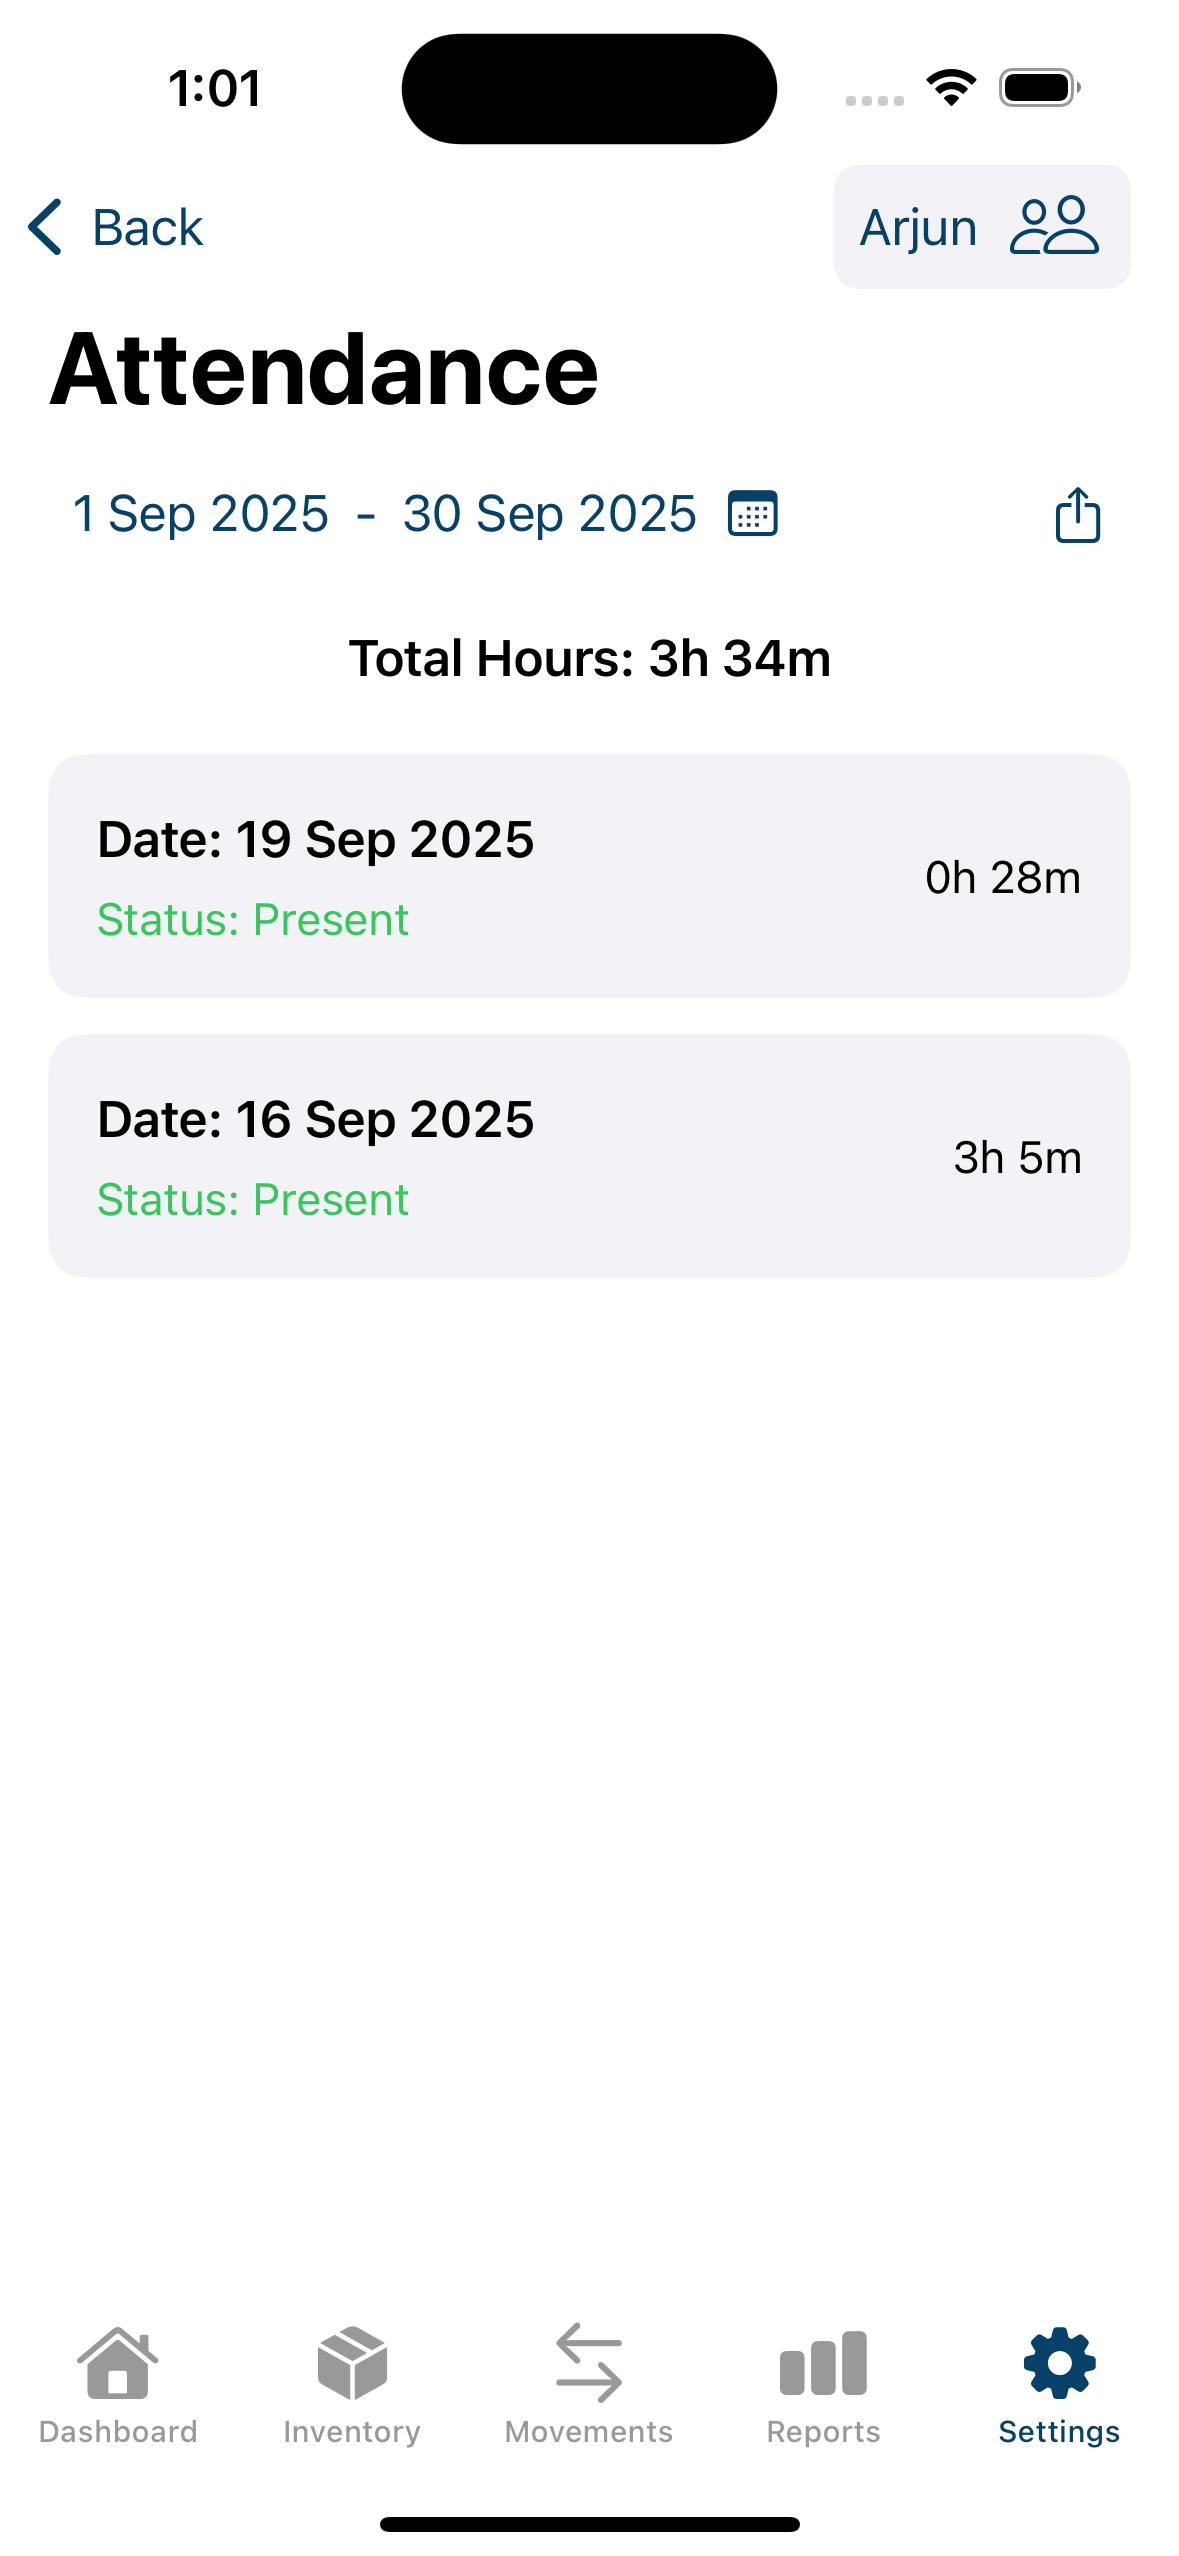 1:01
Back
Arjun
Attendance
1 Sep 2025 - 30 Sep 2025
Total Hours: 3h 34m
Date: 19 Sep 2025
Status: Present
0h 28m
Date: 16 Sep 2025
Status: Present
3h 5m
Dashboard
Inventory
Movements
Reports
Settings